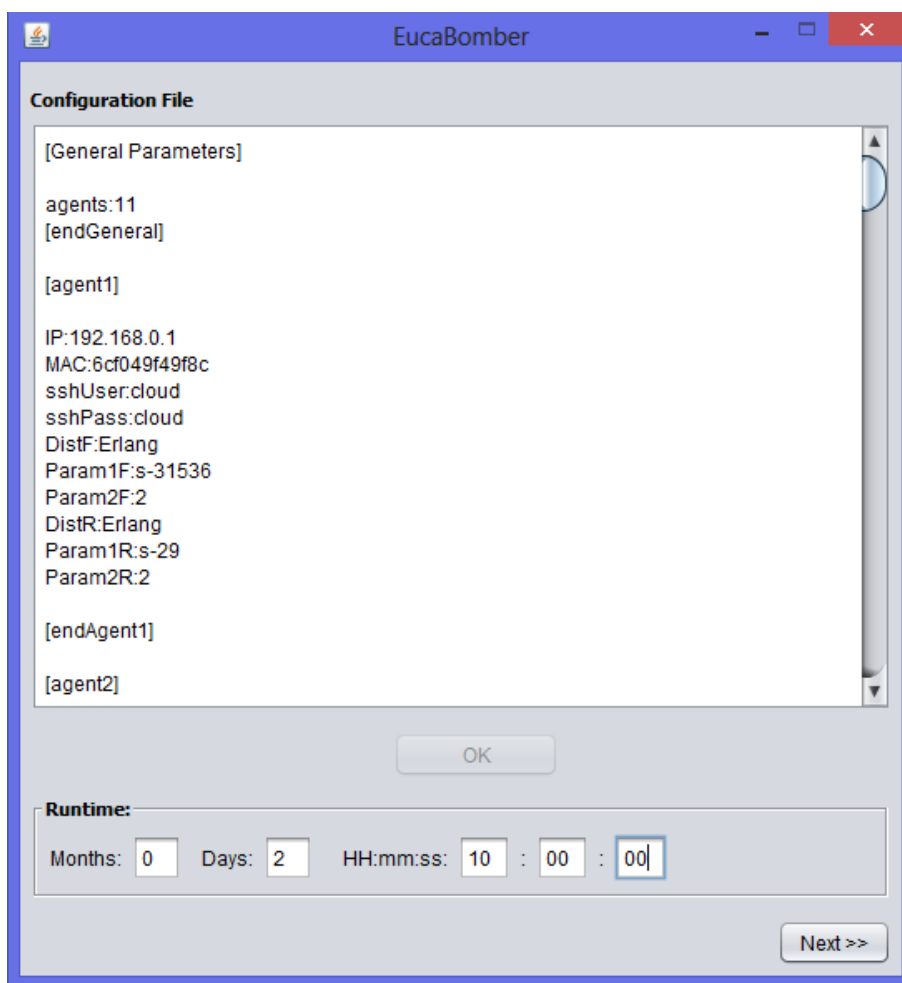 EucaBomber
Configuration File
[General Parameters]
agents:11
[endGeneral]
[agent1]
IP:192.168.0.1
MAC:6cf049f49f8c
sshUser:cloud
sshPass:cloud
DistF:Erlang
Param1F:s-31536
Param2F:2
DistR:Erlang
Param1R:s-29
Param2R:2
[endAgent1]
[agent2]
OK
Runtime:
Months: 0 Days: 2 HH:mm:ss: 10 : 00 : 00
Next >>